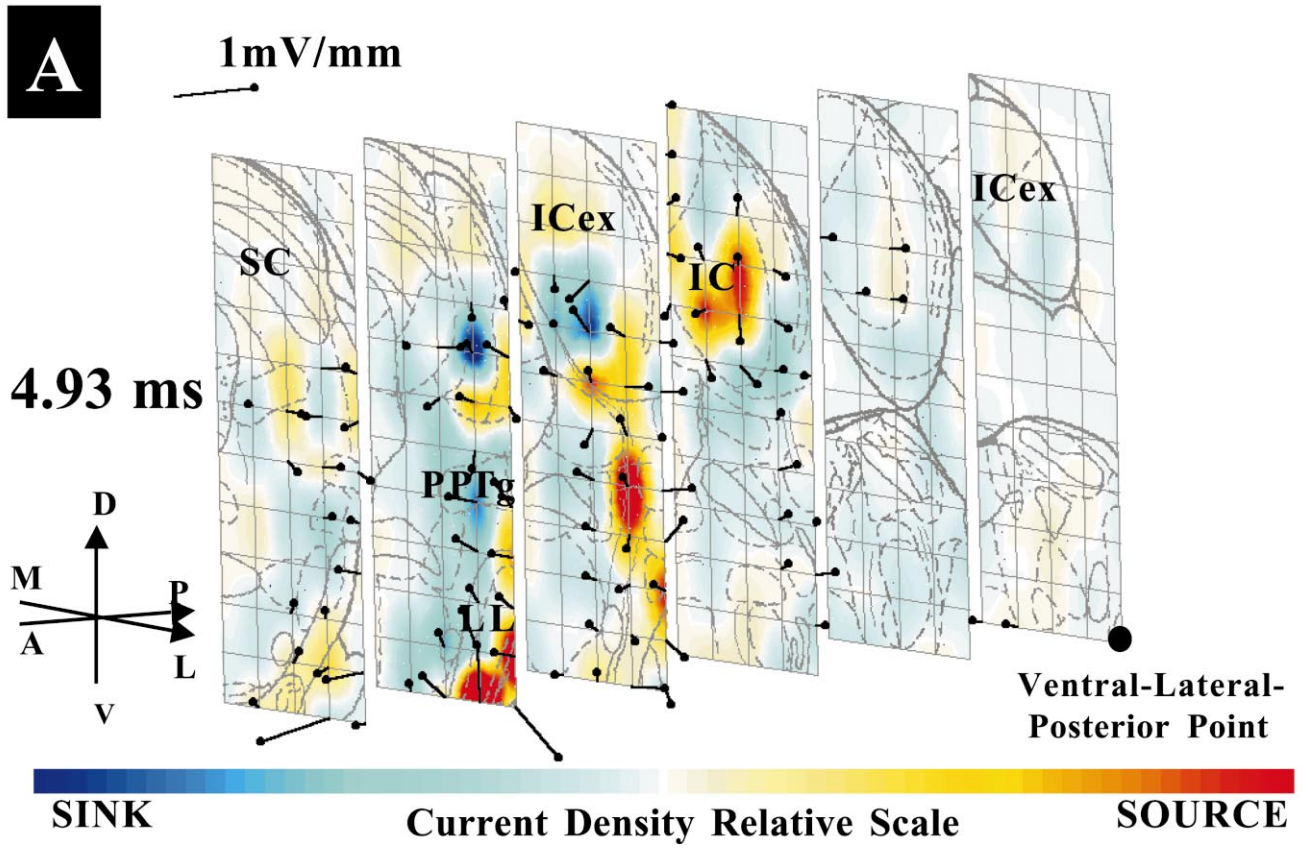 A
1mV/mm
ICex
ICex
SC
IC
4.93 ms
PPTg
D
M
P
A
L
V
LL
Ventral-Lateral-
Posterior Point
SINK
Current Density Relative Scale
SOURCE